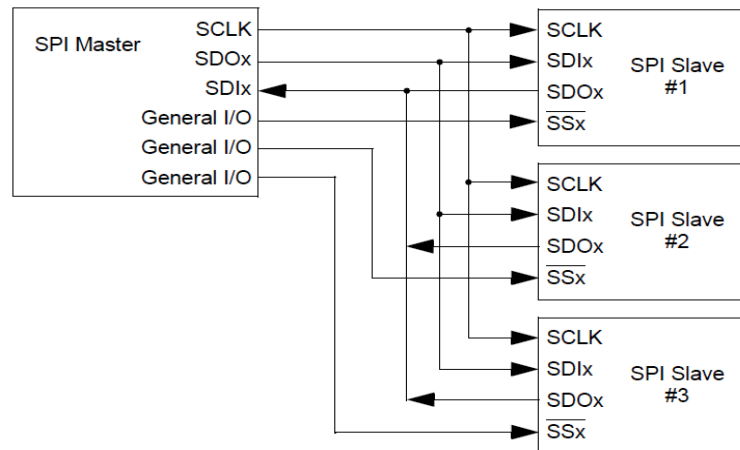 SPI Master
SCLK
SDOx
SDIx
General I/O
General I/O
General I/O
SCLK
SDIx
SDOx
SSx
SPI Slave
#1
SCLK
SDIx
SDOx
SSx
SPI Slave
#2
SCLK
SDIx
SDOx
SSx
SPI Slave
#3